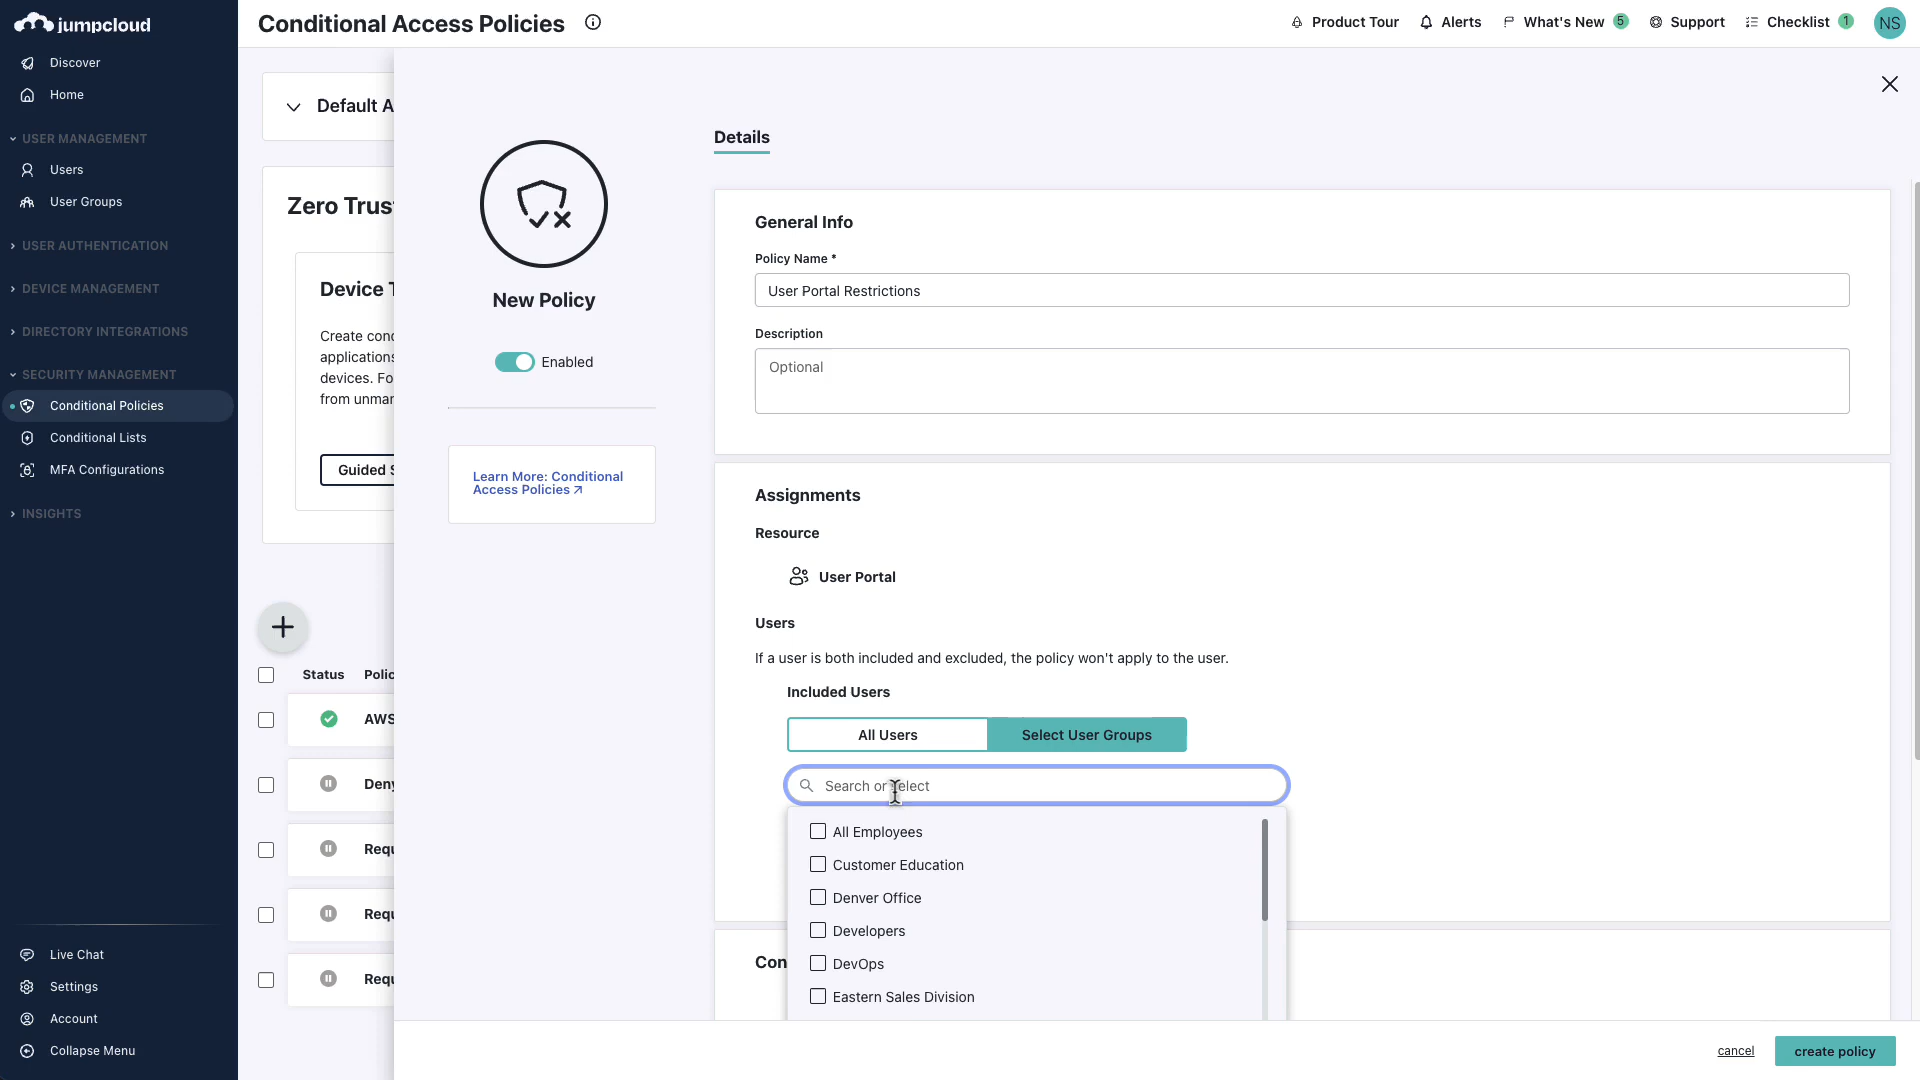 jumpcloud
Conditional Access Policies
Product Tour
Alerts
What's New 5
Support
Checklist 1
NS
Discover
Home
USER MANAGEMENT
Users
User Groups
USER AUTHENTICATION
DEVICE MANAGEMENT
DIRECTORY INTEGRATIONS
SECURITY MANAGEMENT
Conditional Policies
Conditional Lists
MFA Configurations
INSIGHTS
Live Chat
Settings
Account
Collapse Menu
Default A
Zero Trus
Device T
Create cond
applications
devices. Fo
from unmar
Guided S
Status Polic
AWS
Deny
Requ
Requ
Requ
New Policy
Enabled
Learn More: Conditional
Access Policies
Details
General Info
Policy Name *
User Portal Restrictions
Description
Optional
Assignments
Resource
User Portal
Users
If a user is both included and excluded, the policy won't apply to the user.
Included Users
All Users
Select User Groups
Search or select
All Employees
Customer Education
Denver Office
Developers
DevOps
Eastern Sales Division
Con
cancel
create policy